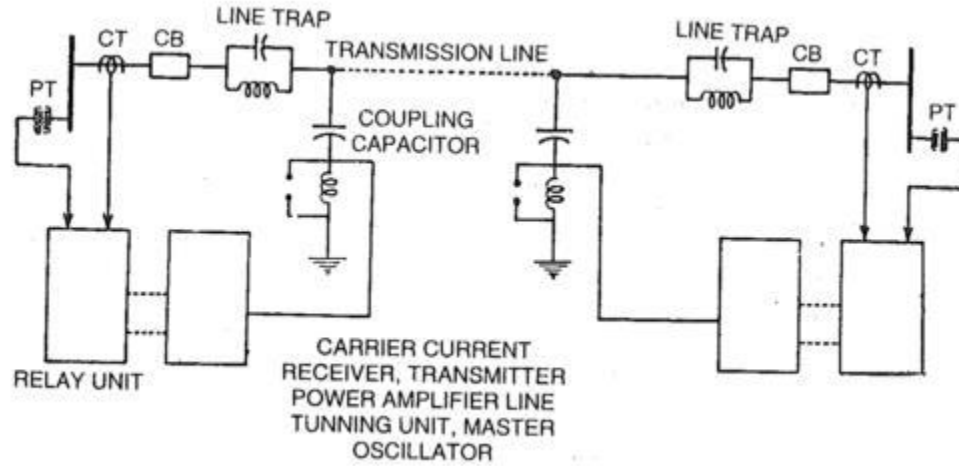 LINE TRAP
CT
CB
TRANSMISSION LINE
LINE TRAP
CB
CT
PT
PT
COUPLING
CAPACITOR
RELAY UNIT
CARRIER CURRENT
RECEIVER, TRANSMITTER
POWER AMPLIFIER LINE
TUNNING UNIT, MASTER
OSCILLATOR